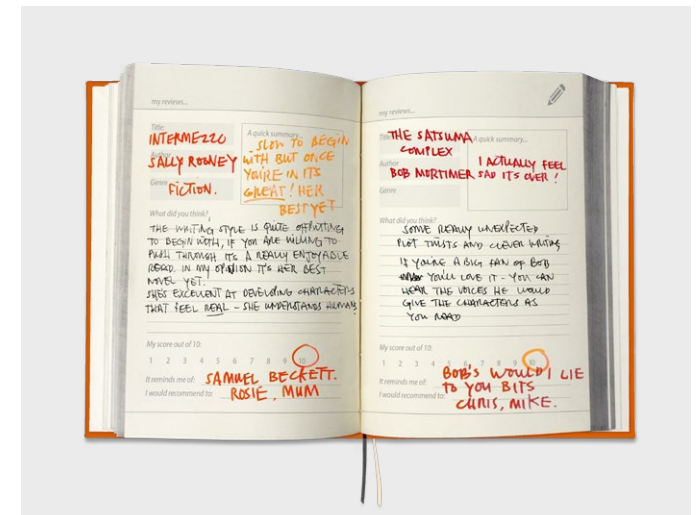 my reviews...
Title
INTERMEZZO
Author
SALLY ROONEY
Genre
FICTION.
A quick summary...
SLOW TO BEGIN
WITH BUT ONCE
YOU'RE IN ITS
GREAT! HER
BEST YET
What did you think?
THE WRITING STYLE IS QUITE OFFPUTTING
TO BEGIN WITH, IF YOU ARE WILLING TO
PUSH THROUGH ITS A REALLY ENJOYABLE
READ. IN MY OPINION IT'S HER BEST
NOVEL YET.
SHE'S EXCELLENT AT DEVELOPING CHARACTERS
THAT FEEL REAL - SHE UNDERSTANDS HUMANS
My score out of 10:
1 2 3 4 5 6 7 8 9 10
It reminds me of: SAMUEL BECKETT.
I would recommend to: ROSIE, MUM
my reviews...
Title
THE SATSUMA
COMPLEX
Author
BOB MORTIMER
Genre
A quick summary...
I ACTUALLY FEEL
SAD IT'S OVER!
What did you think?
SOME REALLY UNEXPECTED
PLOT TWISTS AND CLEVER WRITING
IF YOU'RE A BIG FAN OF BOB
YOU'LL LOVE IT - YOU CAN
HEAR THE VOICES HE WOULD
GIVE THE CHARACTERS AS
YOU READ
My score out of 10:
1 2 3 4 5 6 7 8 9 10
It reminds me of: BOB'S WOULD I LIE
TO YOU BITS
I would recommend to: CHRIS, MIKE.